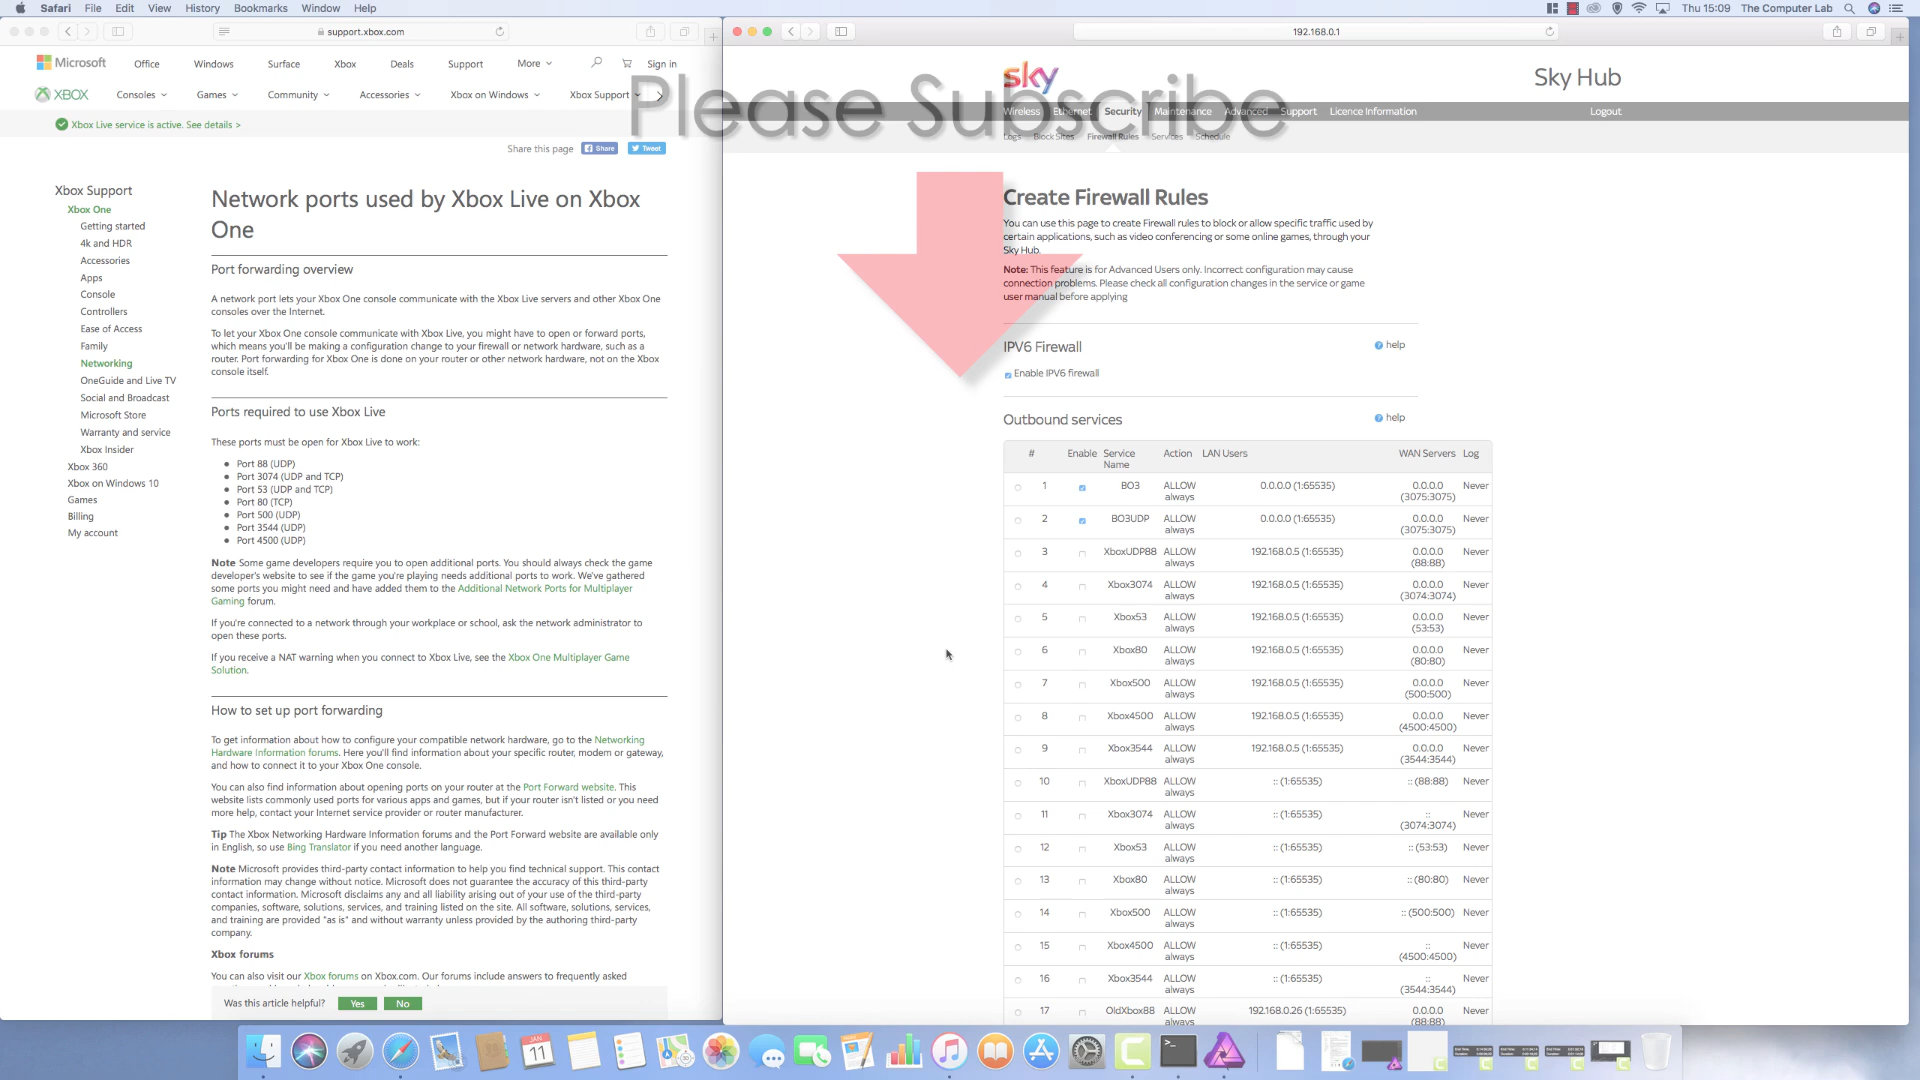 Safari File Edit View History Bookmarks Window Help
Thu 15:09 The Computer Lab
support.xbox.com
192.168.0.1
Microsoft Office Windows Surface Xbox Deals Support More Sign in
XBOX Consoles Games Community Accessories Xbox on Windows Xbox Support
Xbox Live service is active. See details >
Share this page Share Tweet
Xbox Support
Xbox One
Getting started
4k and HDR
Accessories
Apps
Console
Controllers
Ease of Access
Family
Networking
OneGuide and Live TV
Social and Broadcast
Microsoft Store
Warranty and service
Xbox Insider
Xbox 360
Xbox on Windows 10
Games
Billing
My account
Network ports used by Xbox Live on Xbox
One
Port forwarding overview
A network port lets your Xbox One console communicate with the Xbox Live servers and other Xbox One
consoles over the Internet.
To let your Xbox One console communicate with Xbox Live, you might have to open or forward ports,
which means you'll be making a configuration change to your firewall or network hardware, such as a
router. Port forwarding for Xbox One is done on your router or other network hardware, not on the Xbox
console itself.
Ports required to use Xbox Live
These ports must be open for Xbox Live to work:
• Port 88 (UDP)
• Port 3074 (UDP and TCP)
• Port 53 (UDP and TCP)
• Port 80 (TCP)
• Port 500 (UDP)
• Port 3544 (UDP)
• Port 4500 (UDP)
Note Some game developers require you to open additional ports. You should always check the game
developer's website to see if the game you're playing needs additional ports to work. We've gathered
some ports you might need and have added them to the Additional Network Ports for Multiplayer
Gaming forum.
If you're connected to a network through your workplace or school, ask the network administrator to
open these ports.
If you receive a NAT warning when you connect to Xbox Live, see the Xbox One Multiplayer Game
Solution.
How to set up port forwarding
To get information about how to configure your compatible network hardware, go to the Networking
Hardware Information forums. Here you'll find information about your specific router, modem or gateway,
and how to connect it to your Xbox One console.
You can also find information about opening ports on your router at the Port Forward website. This
website lists commonly used ports for various apps and games, but if your router isn't listed or you need
more help, contact your Internet service provider or router manufacturer.
Tip The Xbox Networking Hardware Information forums and the Port Forward website are available only
in English, so use Bing Translator if you need another language.
Note Microsoft provides third-party contact information to help you find technical support. This contact
information may change without notice. Microsoft does not guarantee the accuracy of this third-party
contact information. Microsoft disclaims any and all liability arising out of your use of the third-party
companies, software, solutions, services, and training listed on the site. All software, solutions, services,
and training are provided "as is" and without warranty unless provided by the authoring third-party
company.
Xbox forums
You can also visit our Xbox forums on Xbox.com. Our forums include answers to frequently asked
Was this article helpful? Yes No
Please Subscribe
sky
Sky Hub
Wireless Ethernet Security Maintenance Advanced Support Licence Information Logout
Logs Block Sites Firewall Rules Services Schedule
Create Firewall Rules
You can use this page to create Firewall rules to block or allow specific traffic used by
certain applications, such as video conferencing or some online games, through your
Sky Hub.
Note: This feature is for Advanced Users only. Incorrect configuration may cause
connection problems. Please check all configuration changes in the service or game
user manual before applying
IPV6 Firewall help
Enable IPV6 firewall
Outbound services help
# Enable Service Action LAN Users WAN Servers Log
Name
1 BO3 ALLOW 0.0.0.0 (1:65535) 0.0.0.0 Never
always (3075:3075)
2 BO3UDP ALLOW 0.0.0.0 (1:65535) 0.0.0.0 Never
always (3075:3075)
3 XboxUDP88 ALLOW 192.168.0.5 (1:65535) 0.0.0.0 Never
always (88:88)
4 Xbox3074 ALLOW 192.168.0.5 (1:65535) 0.0.0.0 Never
always (3074:3074)
5 Xbox53 ALLOW 192.168.0.5 (1:65535) 0.0.0.0 Never
always (53:53)
6 Xbox80 ALLOW 192.168.0.5 (1:65535) 0.0.0.0 Never
always (80:80)
7 Xbox500 ALLOW 192.168.0.5 (1:65535) 0.0.0.0 Never
always (500:500)
8 Xbox4500 ALLOW 192.168.0.5 (1:65535) 0.0.0.0 Never
always (4500:4500)
9 Xbox3544 ALLOW 192.168.0.5 (1:65535) 0.0.0.0 Never
always (3544:3544)
10 XboxUDP88 ALLOW :: (1:65535) :: (88:88) Never
always
11 Xbox3074 ALLOW :: (1:65535) :: Never
always (3074:3074)
12 Xbox53 ALLOW :: (1:65535) :: (53:53) Never
always
13 Xbox80 ALLOW :: (1:65535) :: (80:80) Never
always
14 Xbox500 ALLOW :: (1:65535) :: (500:500) Never
always
15 Xbox4500 ALLOW :: (1:65535) :: Never
always (4500:4500)
16 Xbox3544 ALLOW :: (1:65535) :: Never
always (3544:3544)
17 OldXbox88 ALLOW 192.168.0.26 (1:65535) 0.0.0.0 Never
always (88:88)
JAN
11